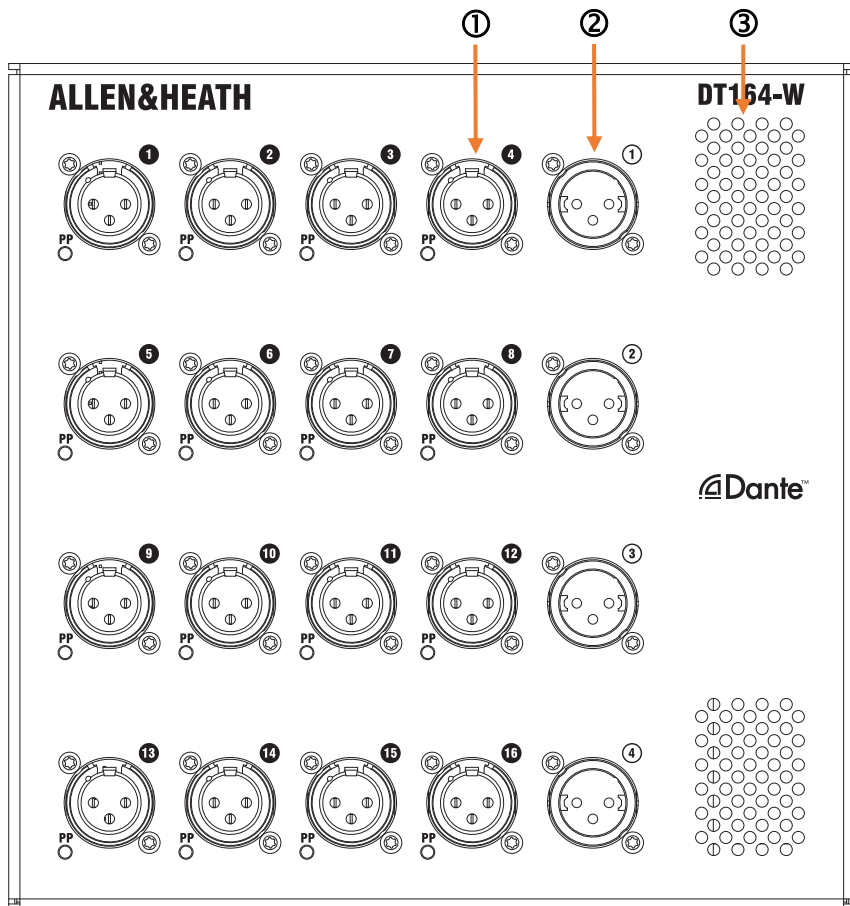 ① ② ③
ALLEN&HEATH DT164-W
1 2 3 4 1
PP PP PP PP
5 6 7 8 2
PP PP PP PP
Dante™
9 10 11 12 3
PP PP PP PP
13 14 15 16 4
PP PP PP PP